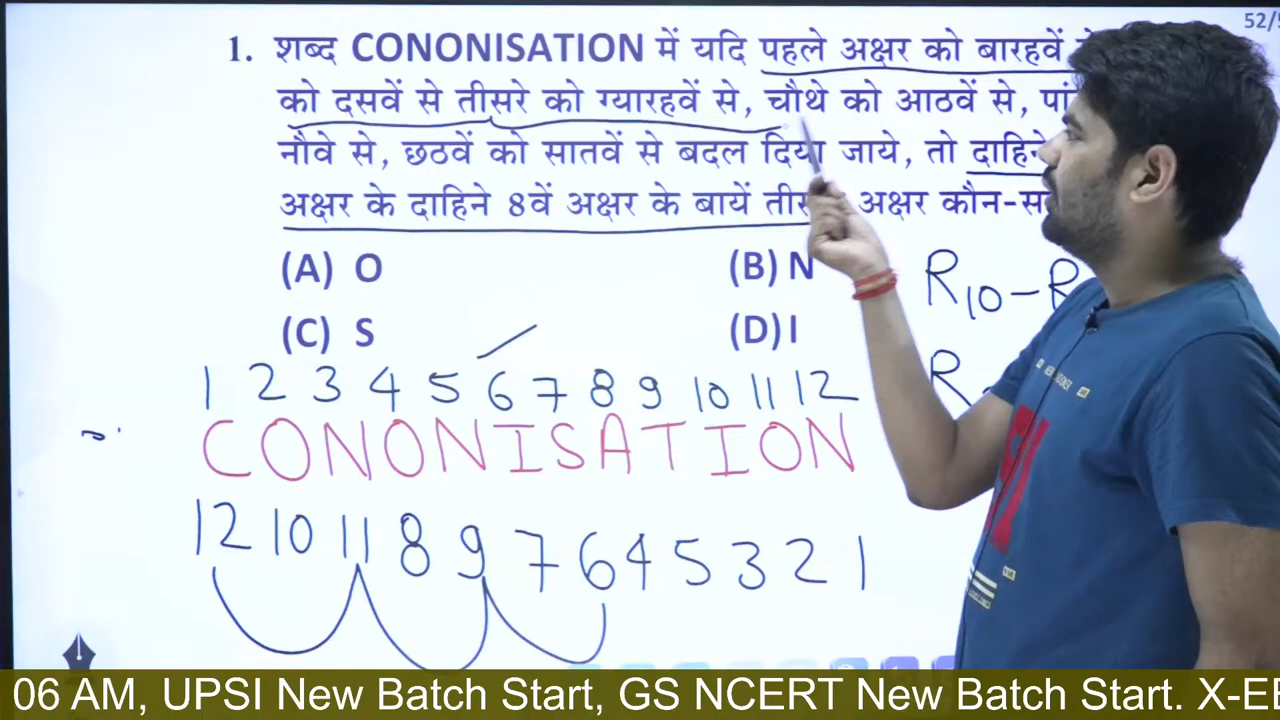 52/
1. शब्द CONONISATION में यदि पहले अक्षर को बारहवें
को दसवें से तीसरे को ग्यारहवें से, चौथे को आठवें से,
नौवे से, छठवें को सातवें से बदल दिया जाये, तो
अक्षर के दाहिने 8वें अक्षर के बायें अक्षर
(A) O (B) N
(C) S (D) I
R10 – R
R
1 2 3 4 5 6 7 8 9 10 11 12
CONONISATION
12 10 11 8 9 7 6 4 5 3 2 1
06 AM, UPSI New Batch Start, GS NCERT New Batch Start.